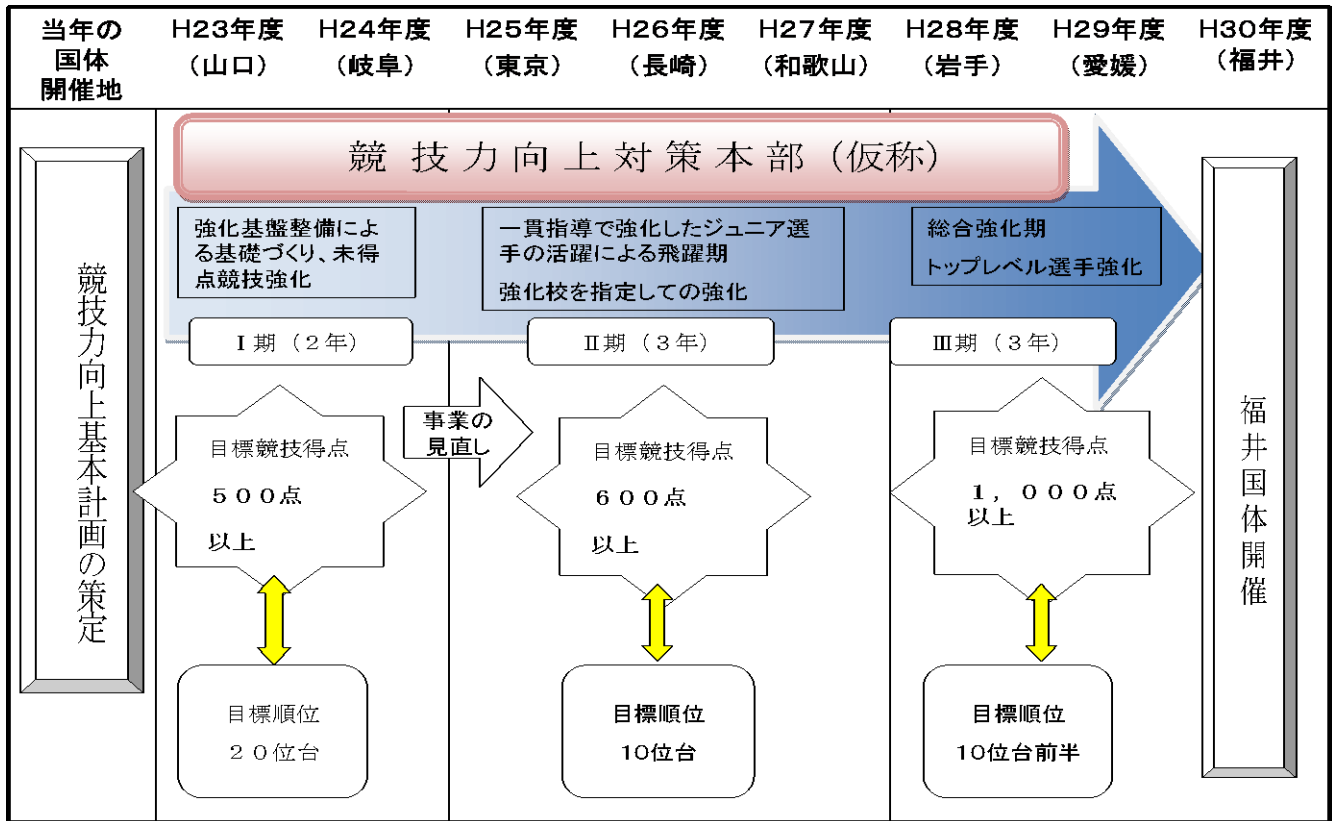 当年の
国体
開催地
H23年度
(山口)
H24年度
(岐阜)
H25年度
(東京)
H26年度
(長崎)
H27年度
(和歌山)
H28年度
(岩手)
H29年度
(愛媛)
H30年度
(福井)
競技力向上基本計画の策定
競技力向上対策本部(仮称)
強化基盤整備によ
る基礎づくり、未得
点競技強化
一貫指導で強化したジュニア選
手の活躍による飛躍期
強化校を指定しての強化
総合強化期
トップレベル選手強化
Ⅰ期(2年)
Ⅱ期(3年)
Ⅲ期(3年)
目標競技得点
500点
以上
事業の
見直し
目標競技得点
600点
以上
目標競技得点
1,000点
以上
目標順位
20位台
目標順位
10位台
目標順位
10位台前半
福井国体開催